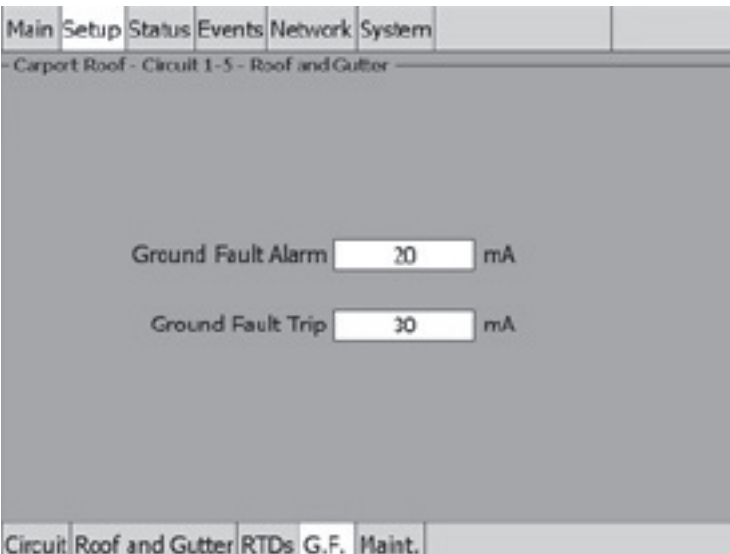 Main Setup Status Events Network System
Carport Roof - Circuit 1-5 - Roof and Gutter
Ground Fault Alarm 20 mA
Ground Fault Trip 30 mA
Circuit Roof and Gutter RTDs G.F. Maint.